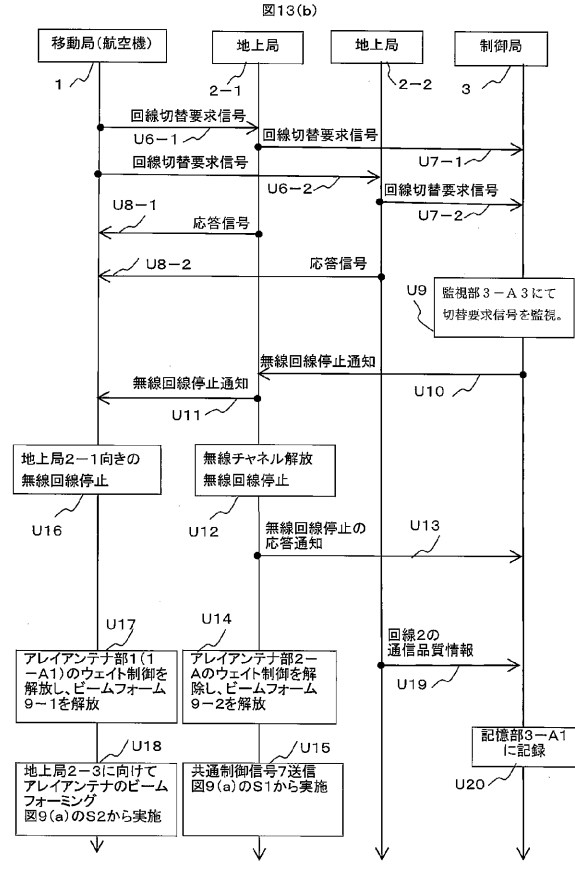 図13(b)
移動局(航空機)
地上局
地上局
制御局
1
2-1
2-2
3
回線切替要求信号
U6-1
回線切替要求信号
U7-1
回線切替要求信号
U6-2
回線切替要求信号
U7-2
U8-1
応答信号
U8-2
応答信号
U9
監視部3-A3にて
切替要求信号を監視。
無線回線停止通知
U10
無線回線停止通知
U11
地上局2-1向きの
無線回線停止
U16
無線チャネル解放
無線回線停止
U12
無線回線停止の
応答通知
U13
U17
アレイアンテナ部1(1
-A1)のウェイト制御を
解放し、ビームフォーム
9-1を解放
U14
アレイアンテナ部2-
Aのウェイト制御を解
除し、ビームフォーム
9-2を解放
回線2の
通信品質情報
U19
記憶部3-A1
に記録
U20
U18
地上局2-3に向けて
アレイアンテナのビーム
フォーミング
図9(a)のS2から実施
U15
共通制御信号7送信
図9(a)のS1から実施